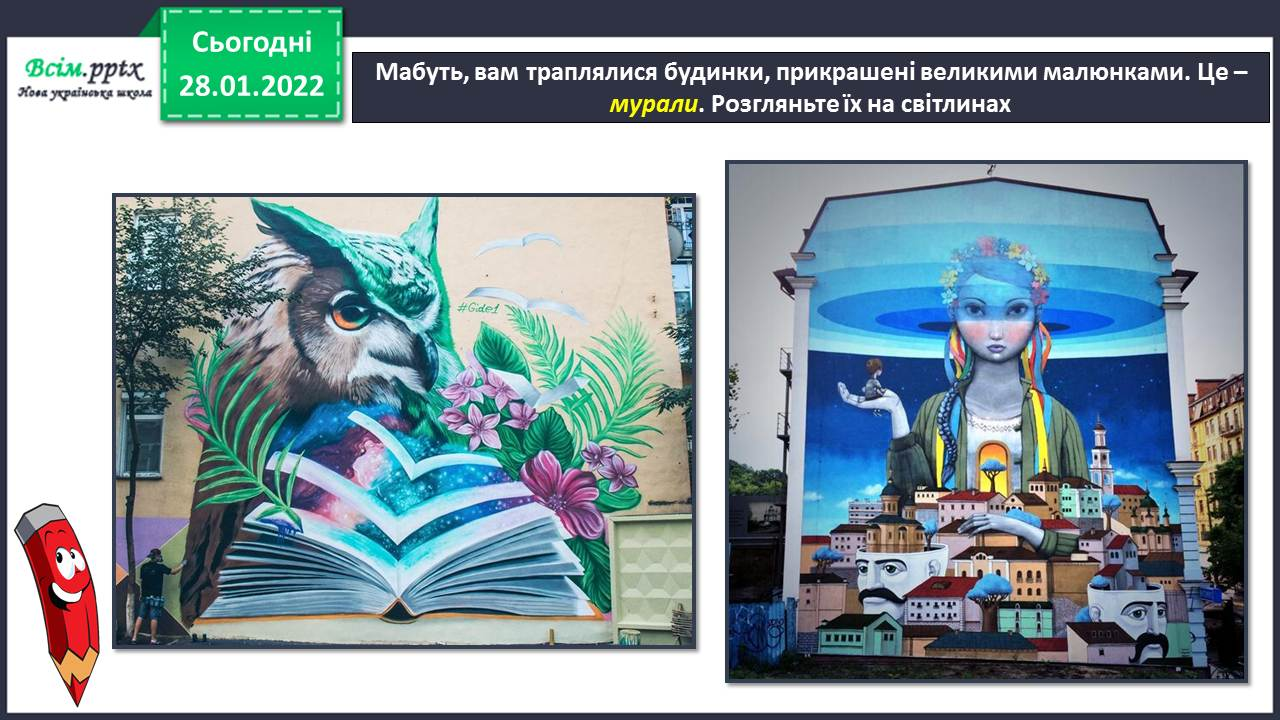 Всім.pptx
Нова українська школа
Сьогодні
28.01.2022
Мабуть, вам траплялися будинки, прикрашені великими малюнками. Це –
мурали. Розгляньте їх на світлинах
#Gide1